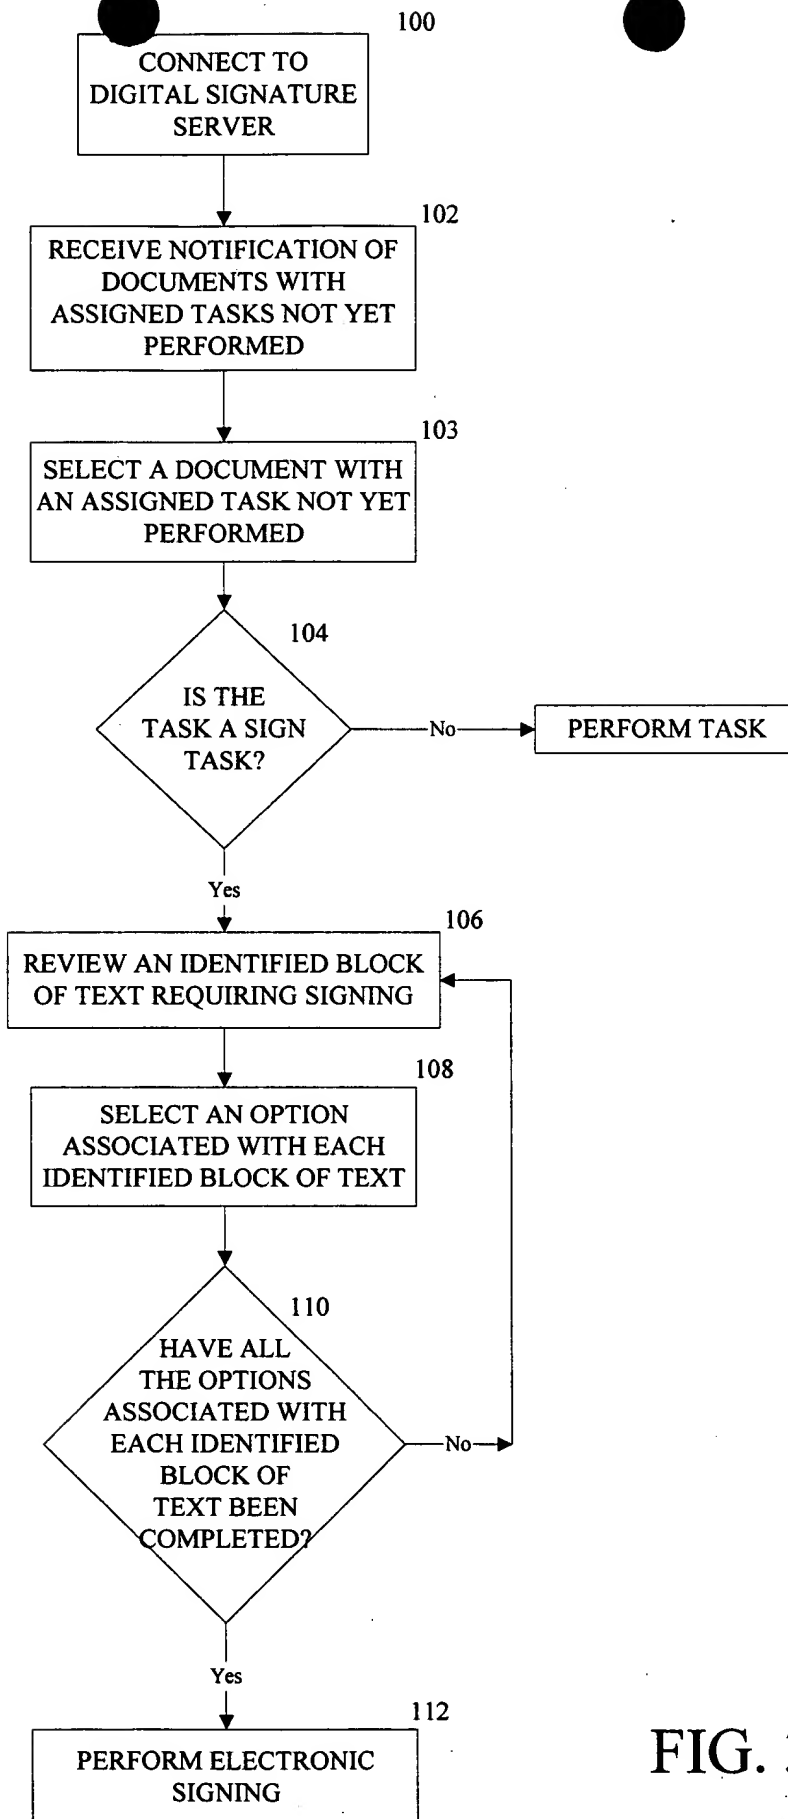 100
CONNECT TO
DIGITAL SIGNATURE
SERVER
102
RECEIVE NOTIFICATION OF
DOCUMENTS WITH
ASSIGNED TASKS NOT YET
PERFORMED
103
SELECT A DOCUMENT WITH
AN ASSIGNED TASK NOT YET
PERFORMED
104
IS THE
TASK A SIGN
TASK?
No
PERFORM TASK
Yes
106
REVIEW AN IDENTIFIED BLOCK
OF TEXT REQUIRING SIGNING
108
SELECT AN OPTION
ASSOCIATED WITH EACH
IDENTIFIED BLOCK OF TEXT
110
HAVE ALL
THE OPTIONS
ASSOCIATED WITH
EACH IDENTIFIED
BLOCK OF
TEXT BEEN
COMPLETED?
No
Yes
112
PERFORM ELECTRONIC
SIGNING
FIG.